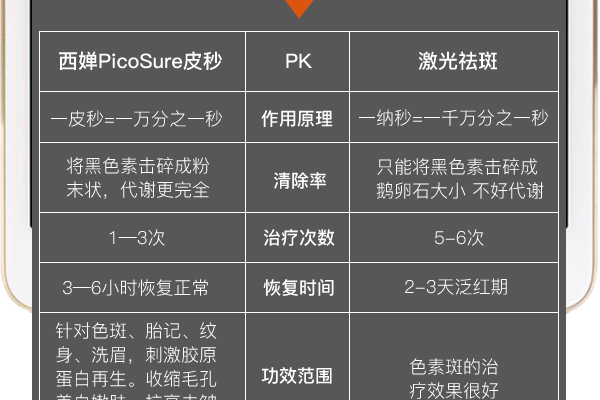 西婵PicoSure皮秒 PK 激光祛斑
一皮秒=一万分之一秒 作用原理 一纳秒=一千万分之一秒
将黑色素击碎成粉
末状，代谢更完全
清除率
只能将黑色素击碎成
鹅卵石大小 不好代谢
1—3次 治疗次数 5-6次
3—6小时恢复正常 恢复时间 2-3天泛红期
针对色斑、胎记、纹
身、洗眉，刺激胶原
蛋白再生。收缩毛孔
功效范围
色素斑的治
疗效果很好